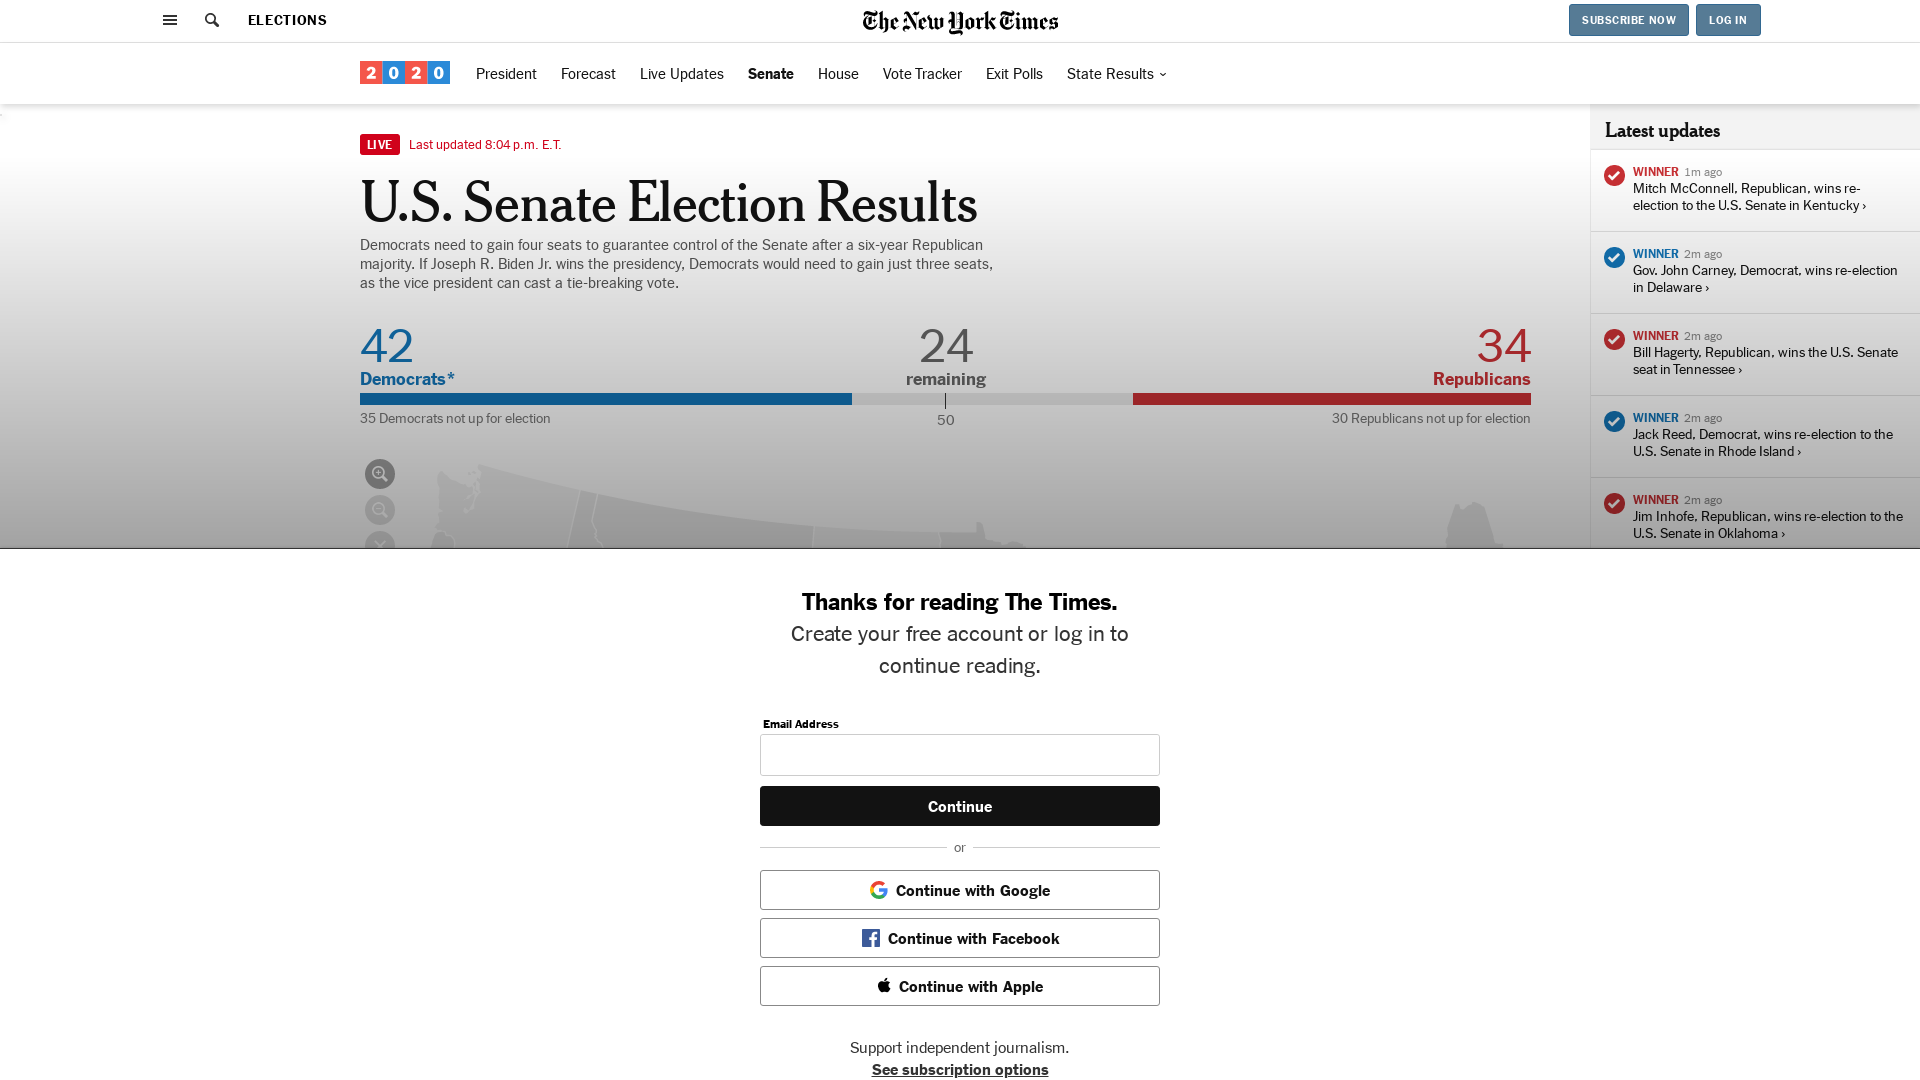 ELECTIONS
The New York Times
SUBSCRIBE NOW
LOG IN
2020
President
Forecast
Live Updates
Senate
House
Vote Tracker
Exit Polls
State Results
LIVE
Last updated 8:04 p.m. E.T.
U.S. Senate Election Results
Democrats need to gain four seats to guarantee control of the Senate after a six-year Republican
majority. If Joseph R. Biden Jr. wins the presidency, Democrats would need to gain just three seats,
as the vice president can cast a tie-breaking vote.
42
Democrats*
24
remaining
34
Republicans
35 Democrats not up for election
50
30 Republicans not up for election
Latest updates
WINNER 1m ago
Mitch McConnell, Republican, wins re-
election to the U.S. Senate in Kentucky ›
WINNER 2m ago
Gov. John Carney, Democrat, wins re-election
in Delaware ›
WINNER 2m ago
Bill Hagerty, Republican, wins the U.S. Senate
seat in Tennessee ›
WINNER 2m ago
Jack Reed, Democrat, wins re-election to the
U.S. Senate in Rhode Island ›
WINNER 2m ago
Jim Inhofe, Republican, wins re-election to the
U.S. Senate in Oklahoma ›
Thanks for reading The Times.
Create your free account or log in to
continue reading.
Email Address
Continue
or
Continue with Google
Continue with Facebook
Continue with Apple
Support independent journalism.
See subscription options